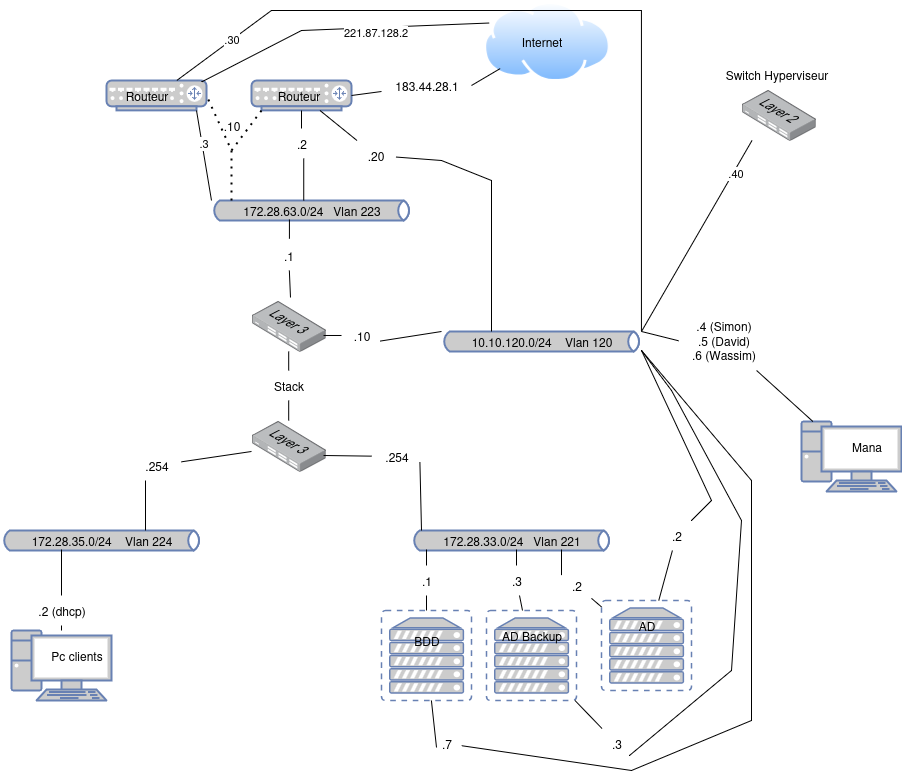 .30
221.87.128.2
Internet
Switch Hyperviseur
Routeur
Routeur
183.44.28.1
Layer 2
.10
.3
.2
.20
.40
172.28.63.0/24 Vlan 223
.1
Layer 3
.10
10.10.120.0/24 Vlan 120
.4 (Simon)
.5 (David)
.6 (Wassim)
Stack
Layer 3
.254
.254
Mana
172.28.35.0/24 Vlan 224
172.28.33.0/24 Vlan 221
.2
.1
.3
.2
.2 (dhcp)
Pc clients
BDD
AD Backup
AD
.7
.3